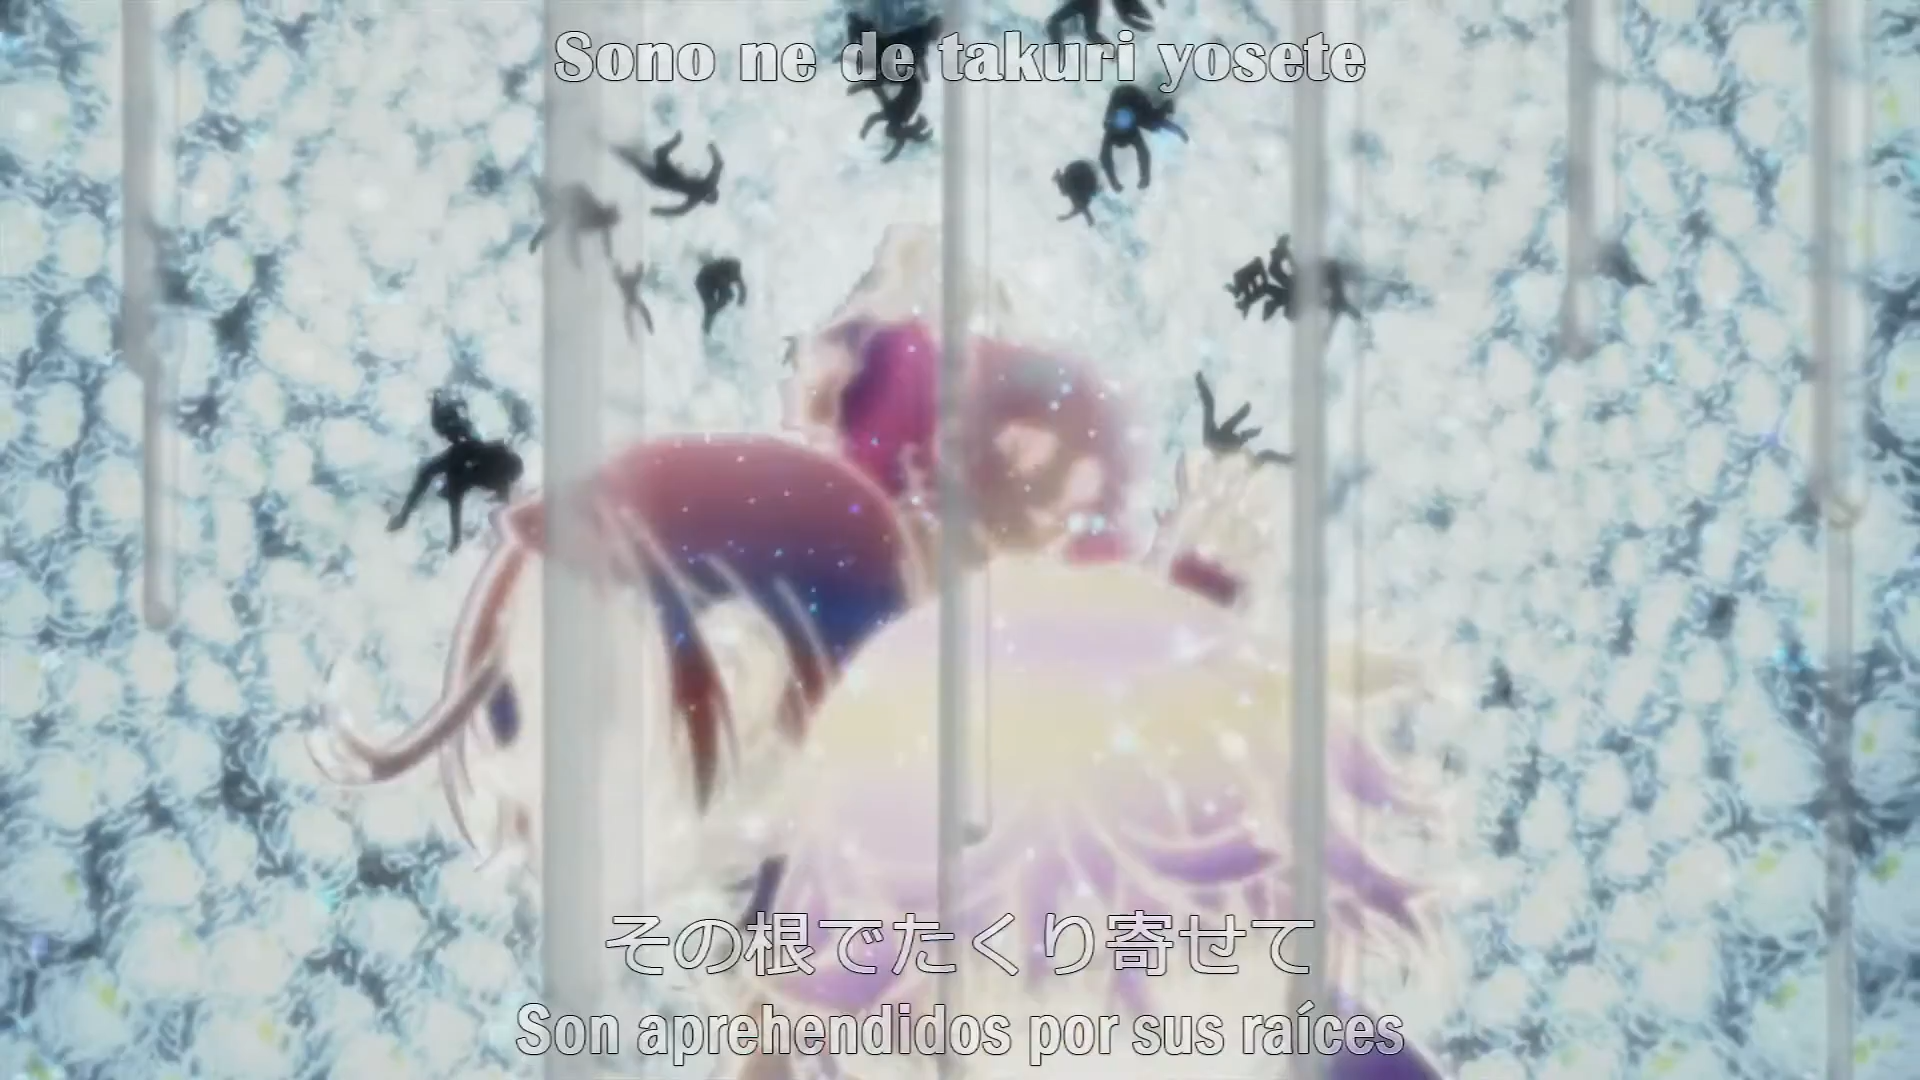 Sono ne de takuri yosete
その根でたくり寄せて
Son aprehendidos por sus raíces